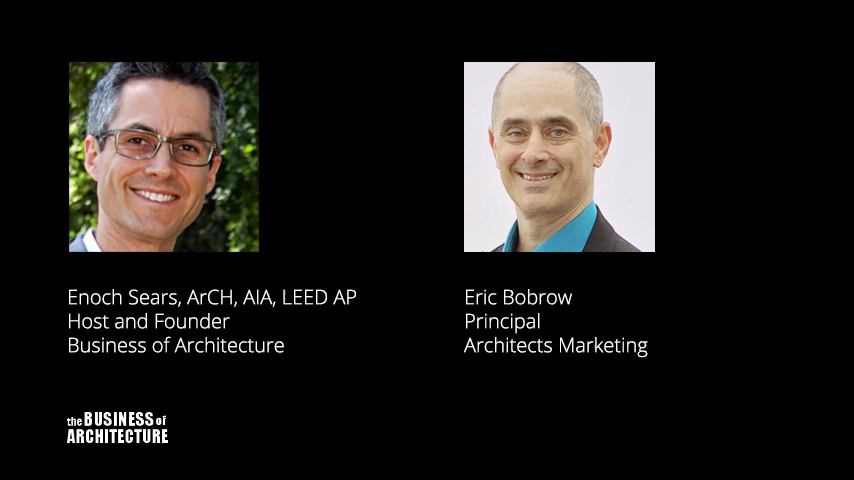 Enoch Sears, ArCH, AIA, LEED AP
Host and Founder
Business of Architecture
Eric Bobrow
Principal
Architects Marketing
the BUSINESS of
ARCHITECTURE